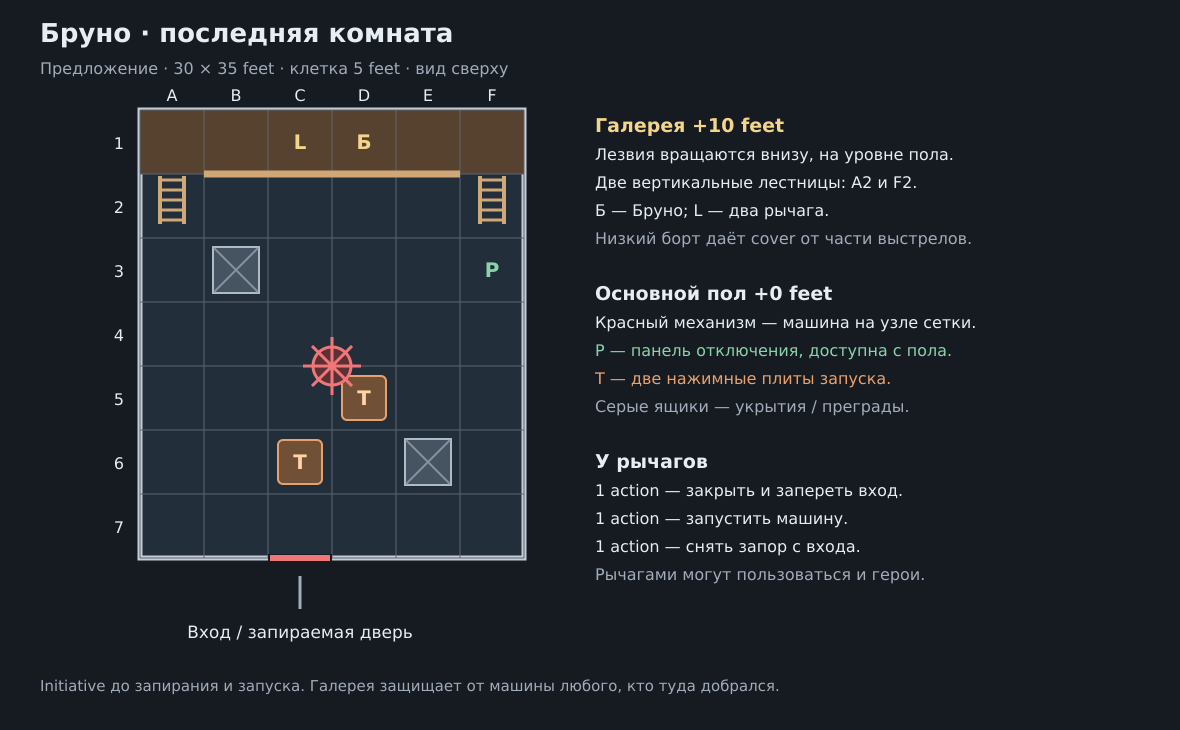 Бруно · последняя комната
Предложение · 30 × 35 feet · клетка 5 feet · вид сверху
A B C D E F
1 L Б
2
3 P
4
5 T
6 T
7
Вход / запираемая дверь
Галерея +10 feet
Лезвия вращаются внизу, на уровне пола.
Две вертикальные лестницы: A2 и F2.
Б — Бруно; L — два рычага.
Низкий борт даёт cover от части выстрелов.
Основной пол +0 feet
Красный механизм — машина на узле сетки.
P — панель отключения, доступна с пола.
T — две нажимные плиты запуска.
Серые ящики — укрытия / преграды.
У рычагов
1 action — закрыть и запереть вход.
1 action — запустить машину.
1 action — снять запор с входа.
Рычагами могут пользоваться и герои.
Initiative до запирания и запуска. Галерея защищает от машины любого, кто туда добрался.